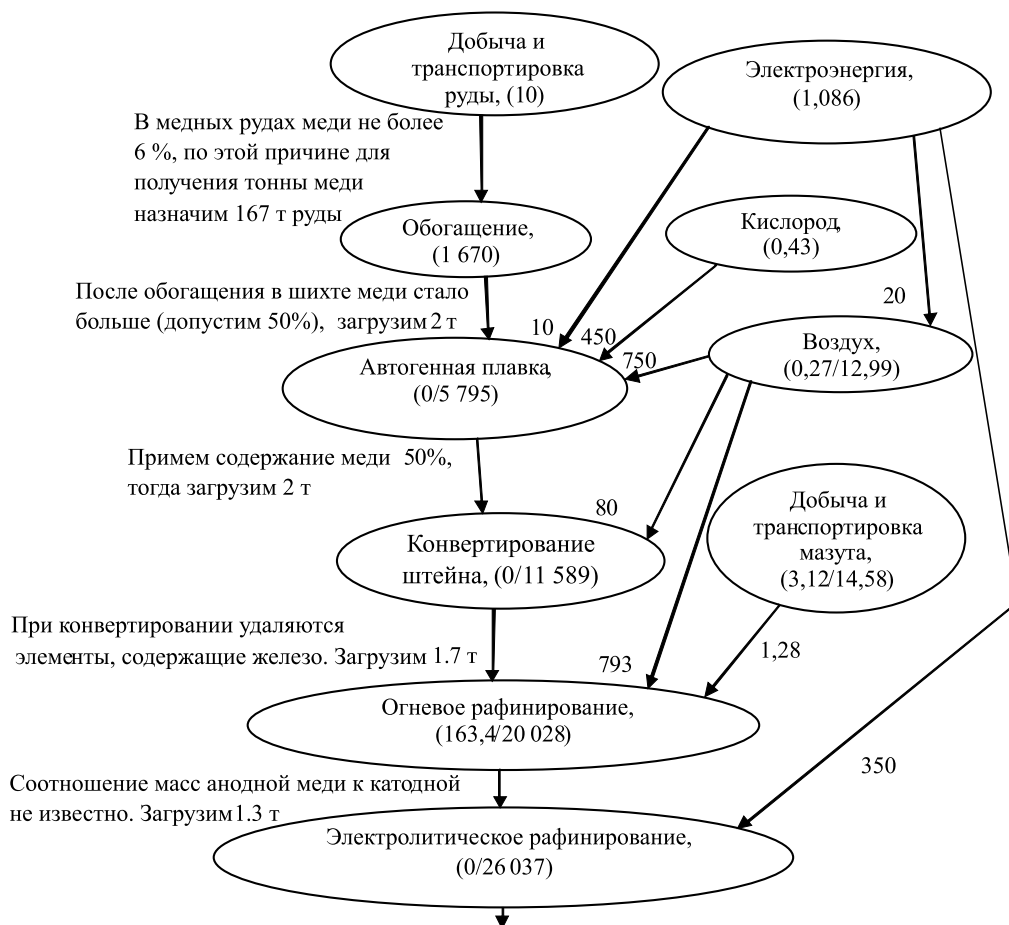 Добыча и
транспортировка
руды, (10)
Электроэнергия,
(1,086)
В медных рудах меди не более
6 %, по этой причине для
получения тонны меди
назначим 167 т руды
Обогащение,
(1 670)
Кислород,
(0,43)
После обогащения в шихте меди стало
больше (допустим 50%), загрузим 2 т
10
450
750
20
Воздух,
(0,27/12,99)
Автогенная плавка,
(0/5 795)
Примем содержание меди 50%,
тогда загрузим 2 т
80
Добыча и
транспортировка
мазута,
(3,12/14,58)
Конвертирование
штейна, (0/11 589)
При конвертировании удаляются
элементы, содержащие железо. Загрузим 1.7 т
793
1,28
Огневое рафинирование,
(163,4/20 028)
350
Соотношение масс анодной меди к катодной
не известно. Загрузим 1.3 т
Электролитическое рафинирование,
(0/26 037)